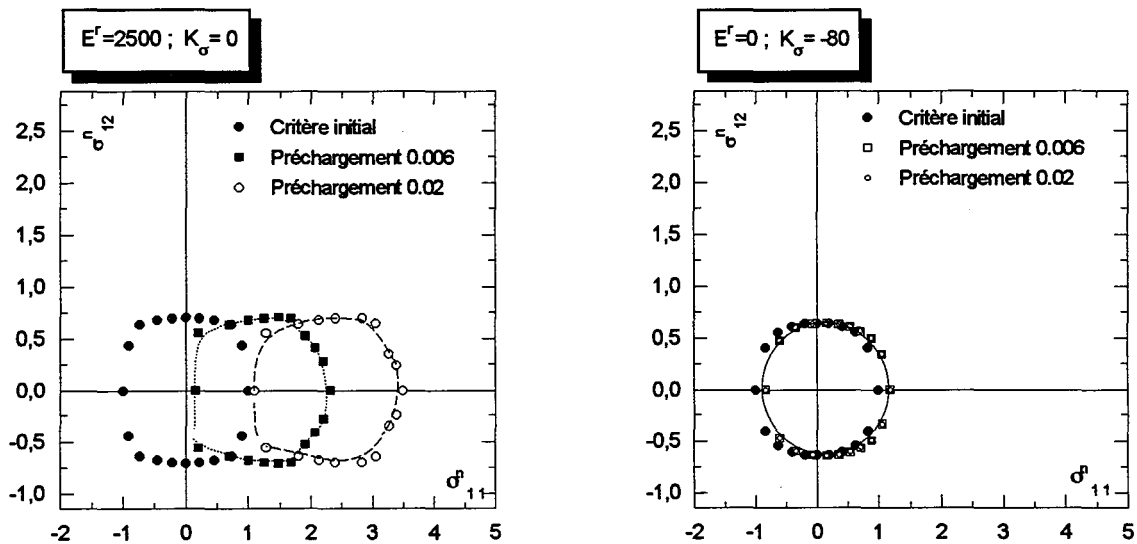 E^r=2500 ; K_σ= 0
σ^n_12
Critère initial
Préchargement 0.006
Préchargement 0.02
2,5
2,0
1,5
1,0
0,5
0,0
-0,5
-1,0
σ^n_11
-2 -1 0 1 2 3 4 5
E^r=0 ; K_σ= -80
σ^n_12
Critère initial
Préchargement 0.006
Préchargement 0.02
2,5
2,0
1,5
1,0
0,5
0,0
-0,5
-1,0
σ^n_11
-2 -1 0 1 2 3 4 5